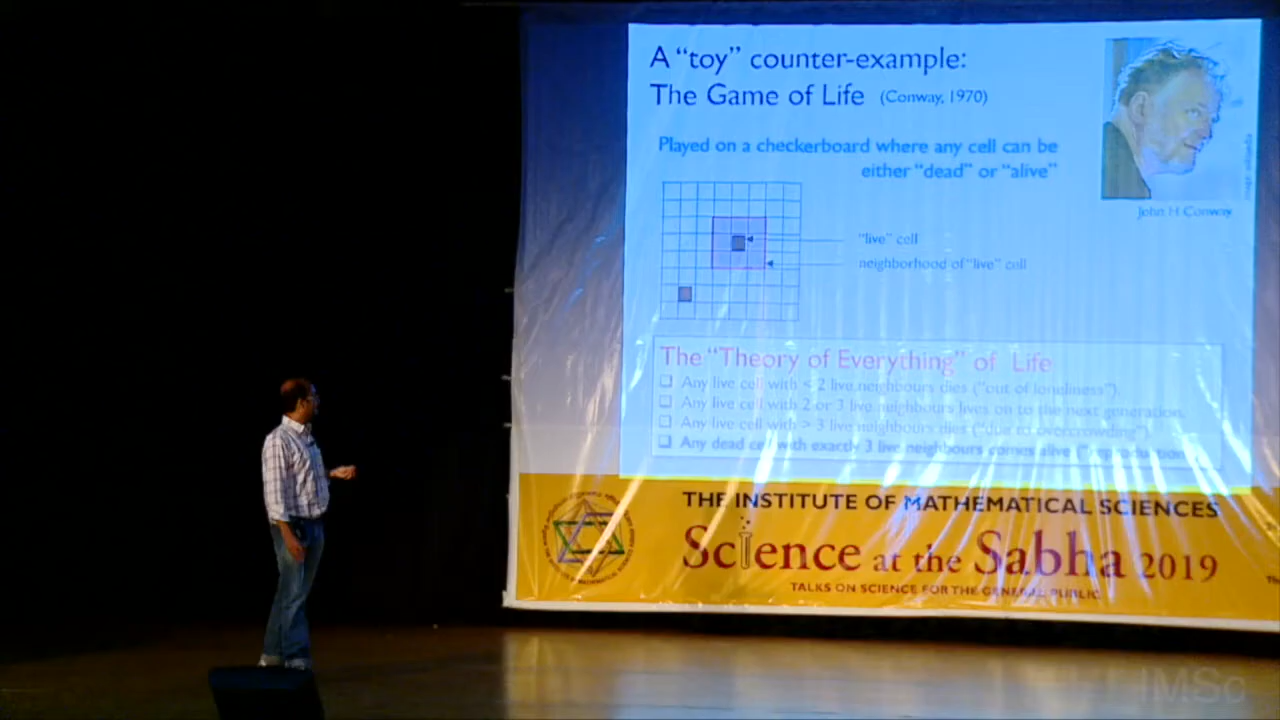 A “toy” counter-example:
The Game of Life (Conway, 1970)
Played on a checkerboard where any cell can be
either “dead” or “alive”
John H Conway
“live” cell
neighborhood of “live” cell
The “Theory of Everything” of Life
❑ Any live cell with < 2 live neighbours dies (“out of loneliness”).
❑ Any live cell with 2 or 3 live neighbours lives on to the next generation.
❑ Any live cell with > 3 live neighbours dies (“due to overcrowding”)
❑ Any dead cell with exactly 3 live neighbours comes alive (“reproduction
THE INSTITUTE OF MATHEMATICAL SCIENCES
Science at the Sabha 2019
TALKS ON SCIENCE FOR THE GENERAL PUBLIC
IMSc